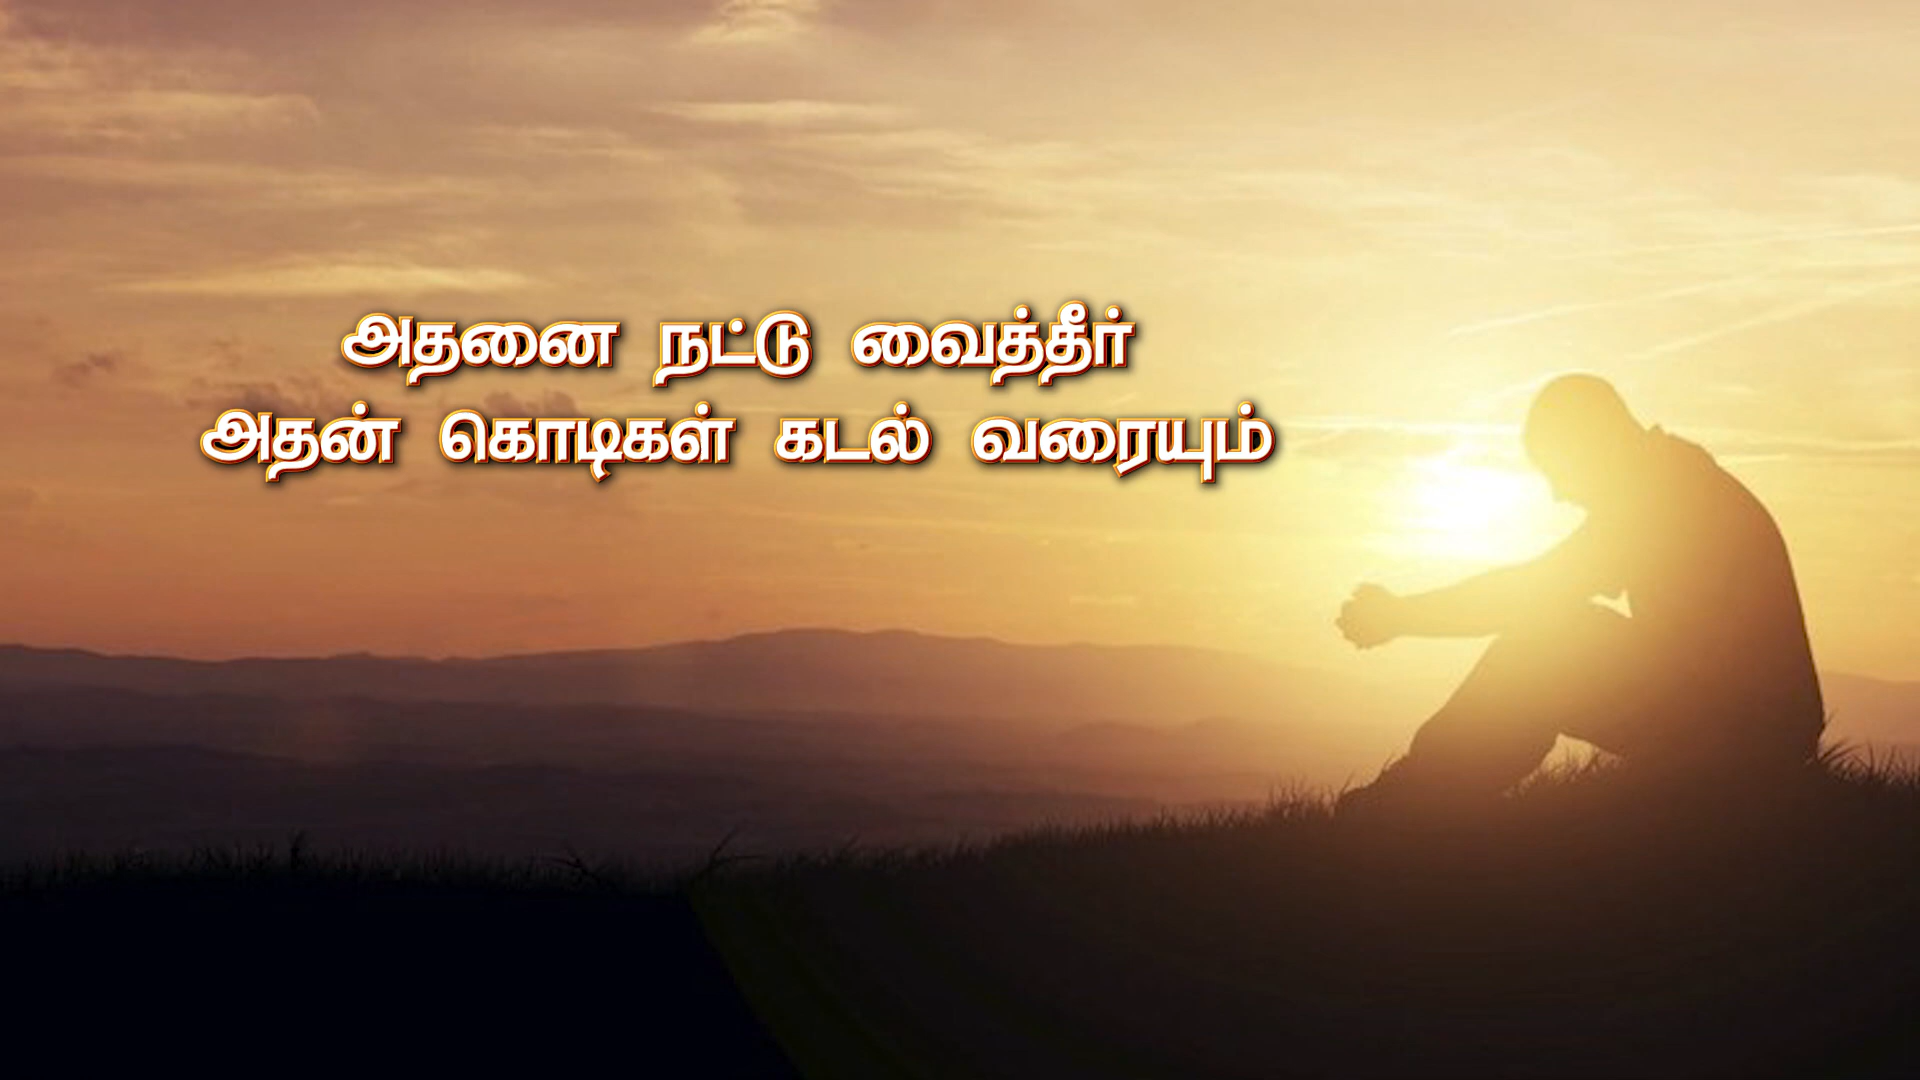 அதனை நட்டு வைத்தீர்
அதன் கொடிகள் கடல் வரையும்